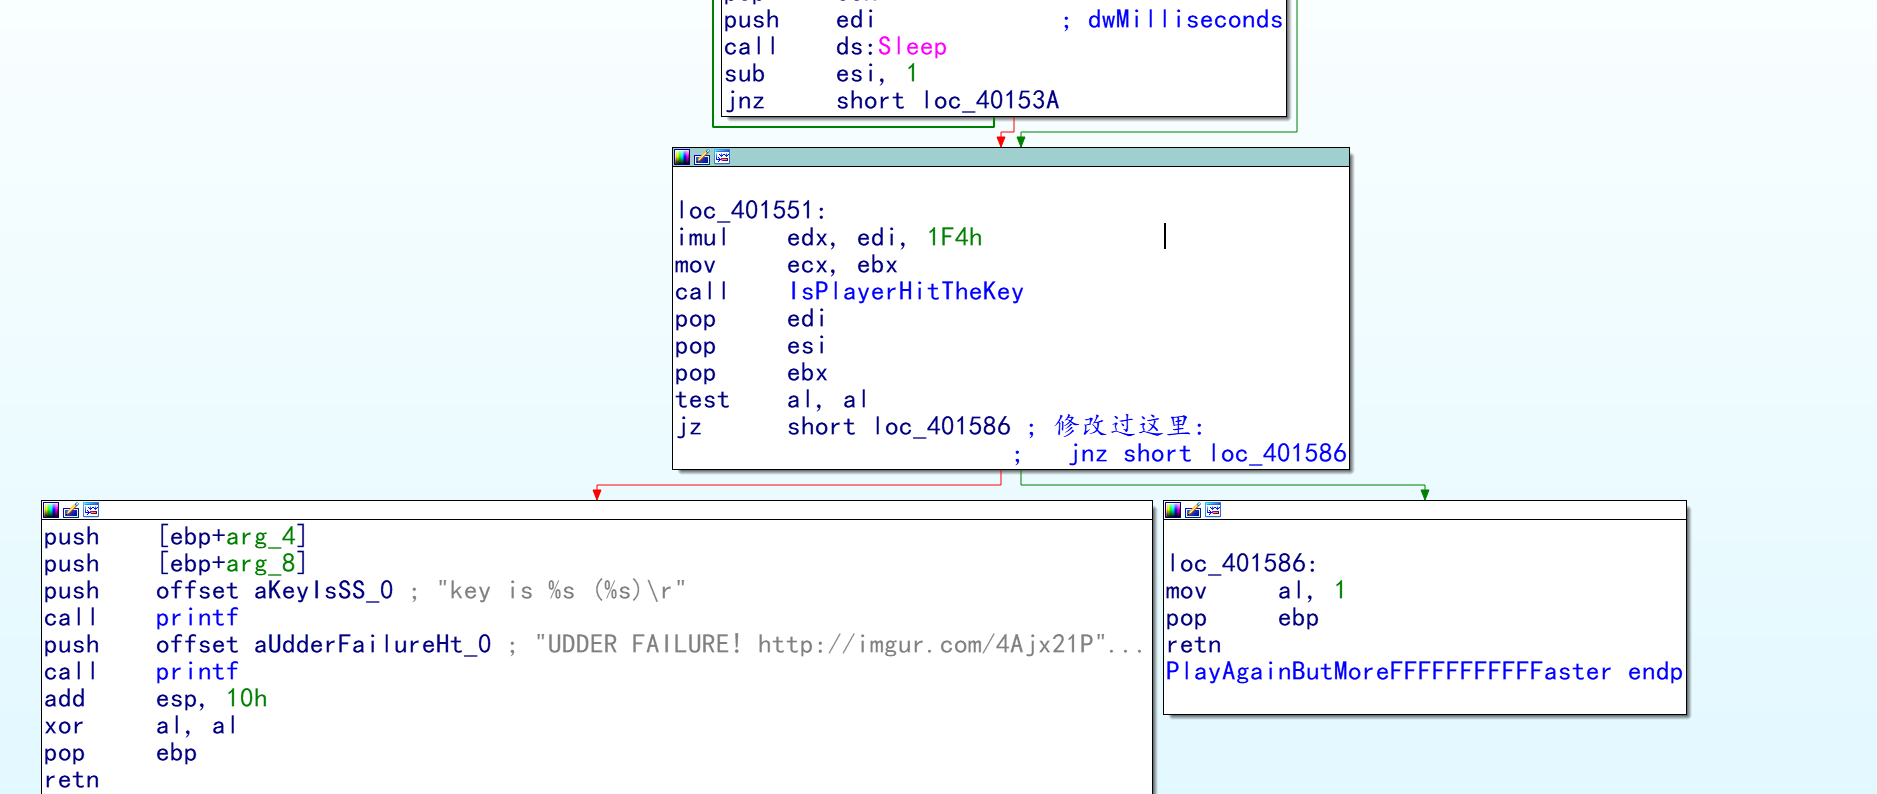 push edi ; dwMilliseconds
call ds:Sleep
sub esi, 1
jnz short loc_40153A
loc_401551:
imul edx, edi, 1F4h
mov ecx, ebx
call IsPlayerHitTheKey
pop edi
pop esi
pop ebx
test al, al
jz short loc_401586 ; 修改过这里:
; jnz short loc_401586
push [ebp+arg_4]
push [ebp+arg_8]
push offset aKeyIsSS_0 ; "key is %s (%s)\r"
call printf
push offset aUdderFailureHt_0 ; "UDDER FAILURE! http://imgur.com/4Ajx21P"...
call printf
add esp, 10h
xor al, al
pop ebp
retn
loc_401586:
mov al, 1
pop ebp
retn
PlayAgainButMoreFFFFFFFFFFFFaster endp